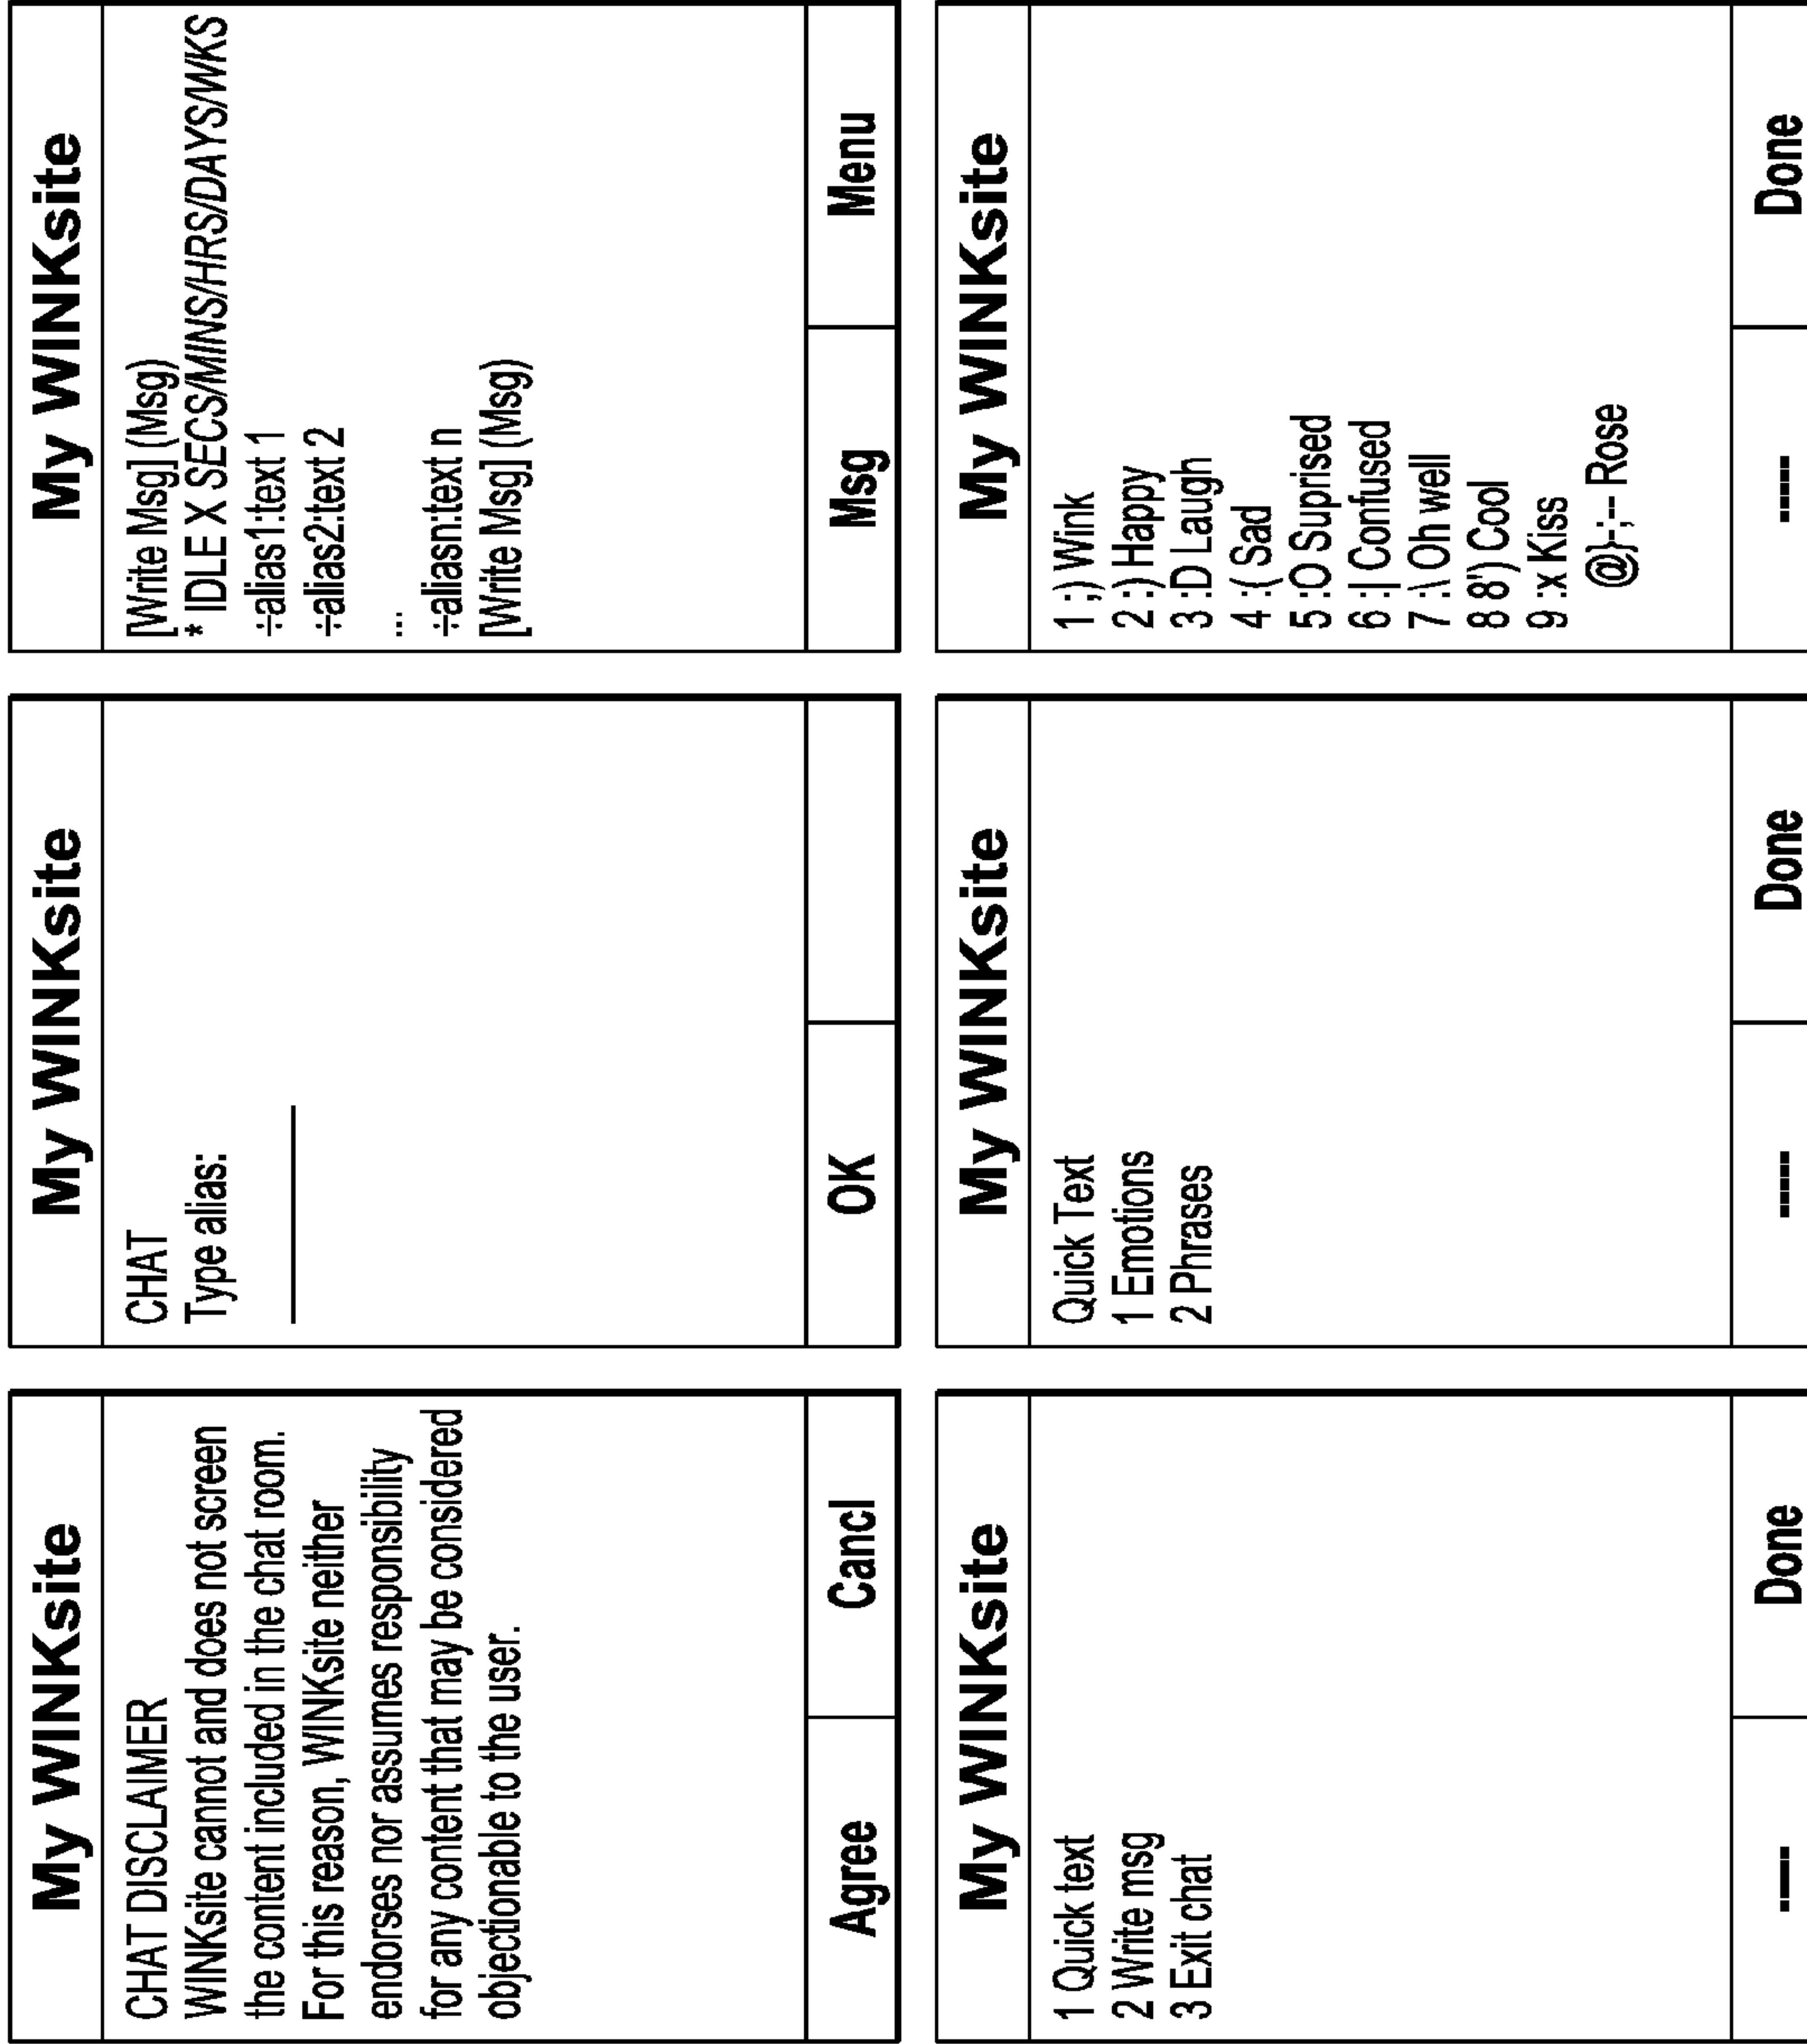 My WINKsite
CHAT DISCLAIMER
WINKsite cannot and does not screen
the content included in the chat room.
For this reason, WINKsite neither
endorses nor assumes responsibility
for any content that may be considered
objectionable to the user.
Agree
Cancl
My WINKsite
CHAT
Type alias:
OK
My WINKsite
[Write Msg] (Msg)
* IDLE X SECS/MINS/HRS/DAYS/WKS
÷alias1:text 1
÷alias2:text 2
...
÷aliasn:text n
[Write Msg] (Msg)
Msg
Menu
My WINKsite
1 Quick text
2 Write msg
3 Exit chat
-----
Done
My WINKsite
Quick Text
1 Emotions
2 Phrases
-----
Done
My WINKsite
1 ;) Wink
2 :) Happy
3 :D Laugh
4 :( Sad
5 :O Suprised
6 :| Confused
7 :\ Oh well
8 8') Cool
9 :x Kiss
@}-;-- Rose
-----
Done